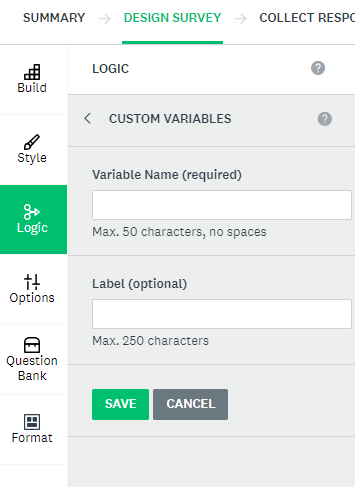 SUMMARY → DESIGN SURVEY → COLLECT RESPO
Build
Style
Logic
Options
Question
Bank
Format
LOGIC ?
CUSTOM VARIABLES ?
Variable Name (required)
Max. 50 characters, no spaces
Label (optional)
Max. 250 characters
SAVE CANCEL